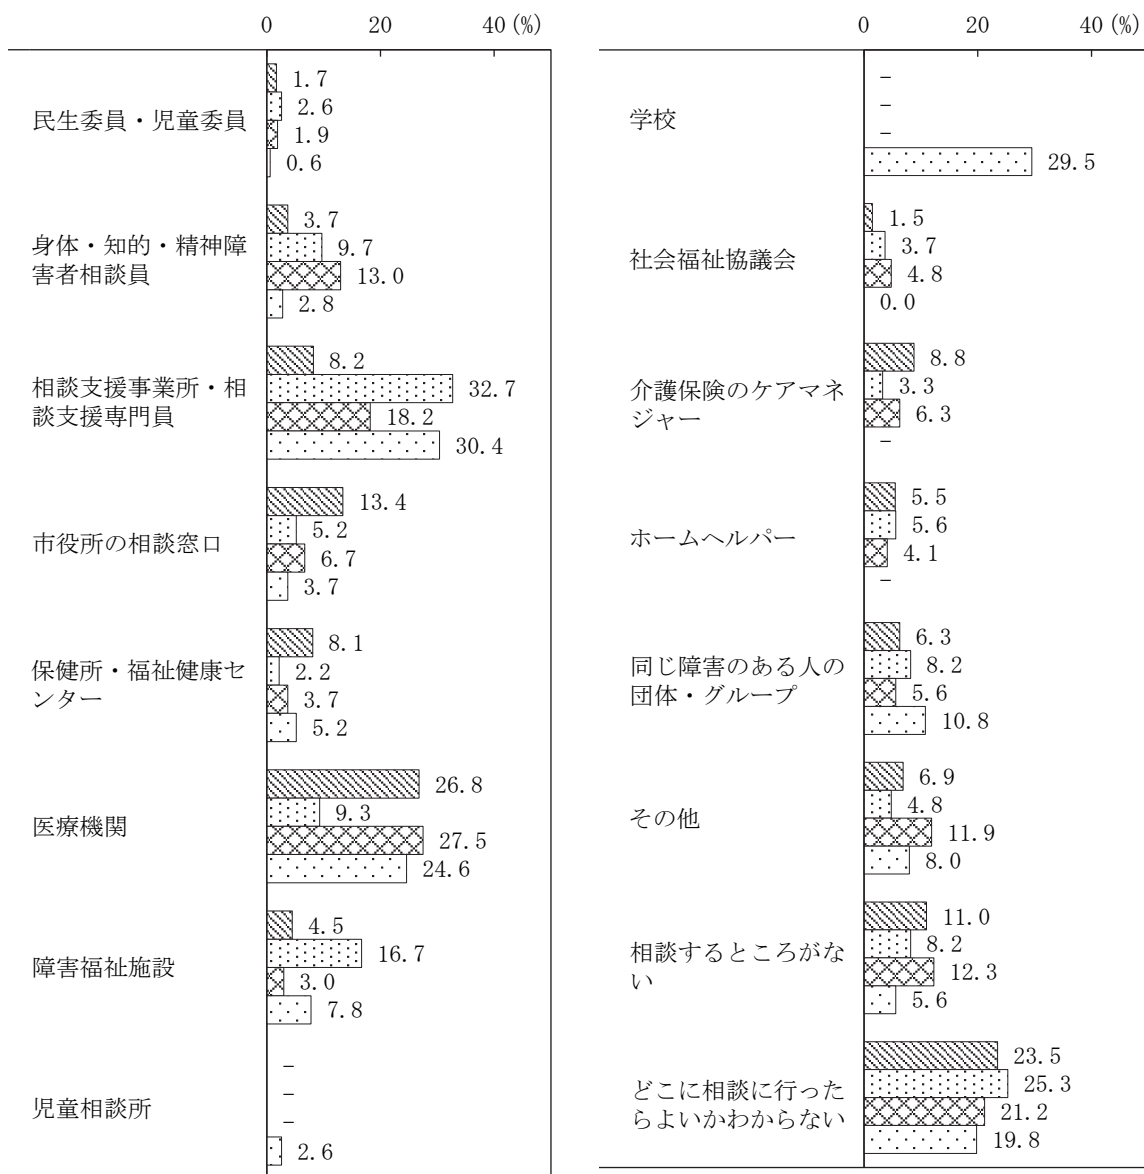 0 20 40 (%)
民生委員・児童委員
1.7
2.6
1.9
0.6
身体・知的・精神障
害者相談員
3.7
9.7
13.0
2.8
相談支援事業所・相
談支援専門員
8.2
32.7
18.2
30.4
市役所の相談窓口
13.4
5.2
6.7
3.7
保健所・福祉健康セ
ンター
8.1
2.2
3.7
5.2
医療機関
26.8
9.3
27.5
24.6
障害福祉施設
4.5
16.7
3.0
7.8
児童相談所
–
–
–
2.6
0 20 40 (%)
学校
–
–
–
29.5
社会福祉協議会
1.5
3.7
4.8
0.0
介護保険のケアマネ
ジャー
8.8
3.3
6.3
–
ホームヘルパー
5.5
5.6
4.1
–
同じ障害のある人の
団体・グループ
6.3
8.2
5.6
10.8
その他
6.9
4.8
11.9
8.0
相談するところがな
い
11.0
8.2
12.3
5.6
どこに相談に行った
らよいかわからない
23.5
25.3
21.2
19.8